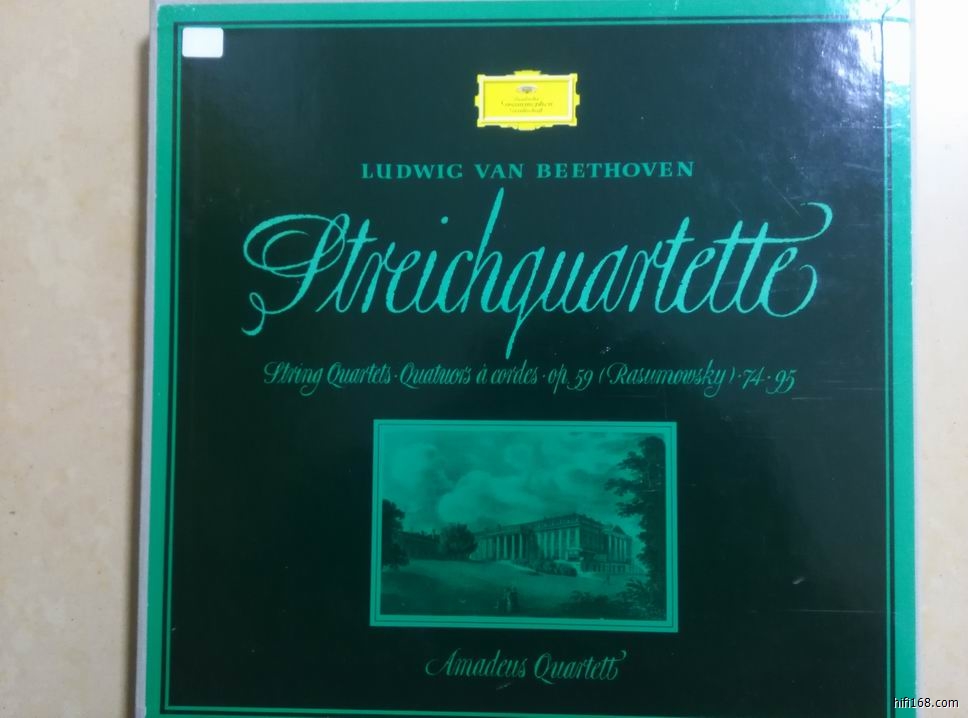 Deutsche
Grammophon
Gesellschaft
LUDWIG VAN BEETHOVEN
Streichquartette
String Quartets · Quatuors à cordes · op. 59 (Rasumowsky) · 74 · 95
Amadeus Quartett
hifi168.com